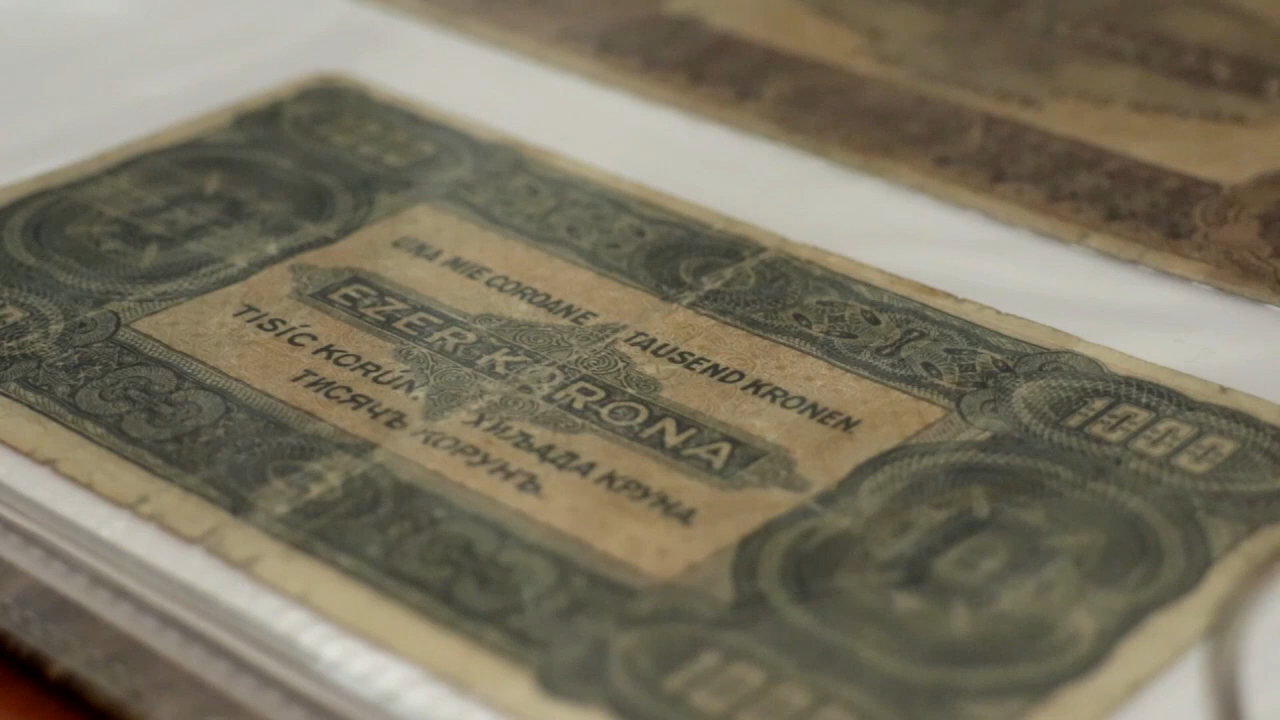 UNA MIE COROANE TAUSEND KRONEN.
EZER KORONA
TISÍC KORÚN. ХИЉАДА КРУНА.
ТИСЯЧЪ КОРУНЪ.
1000